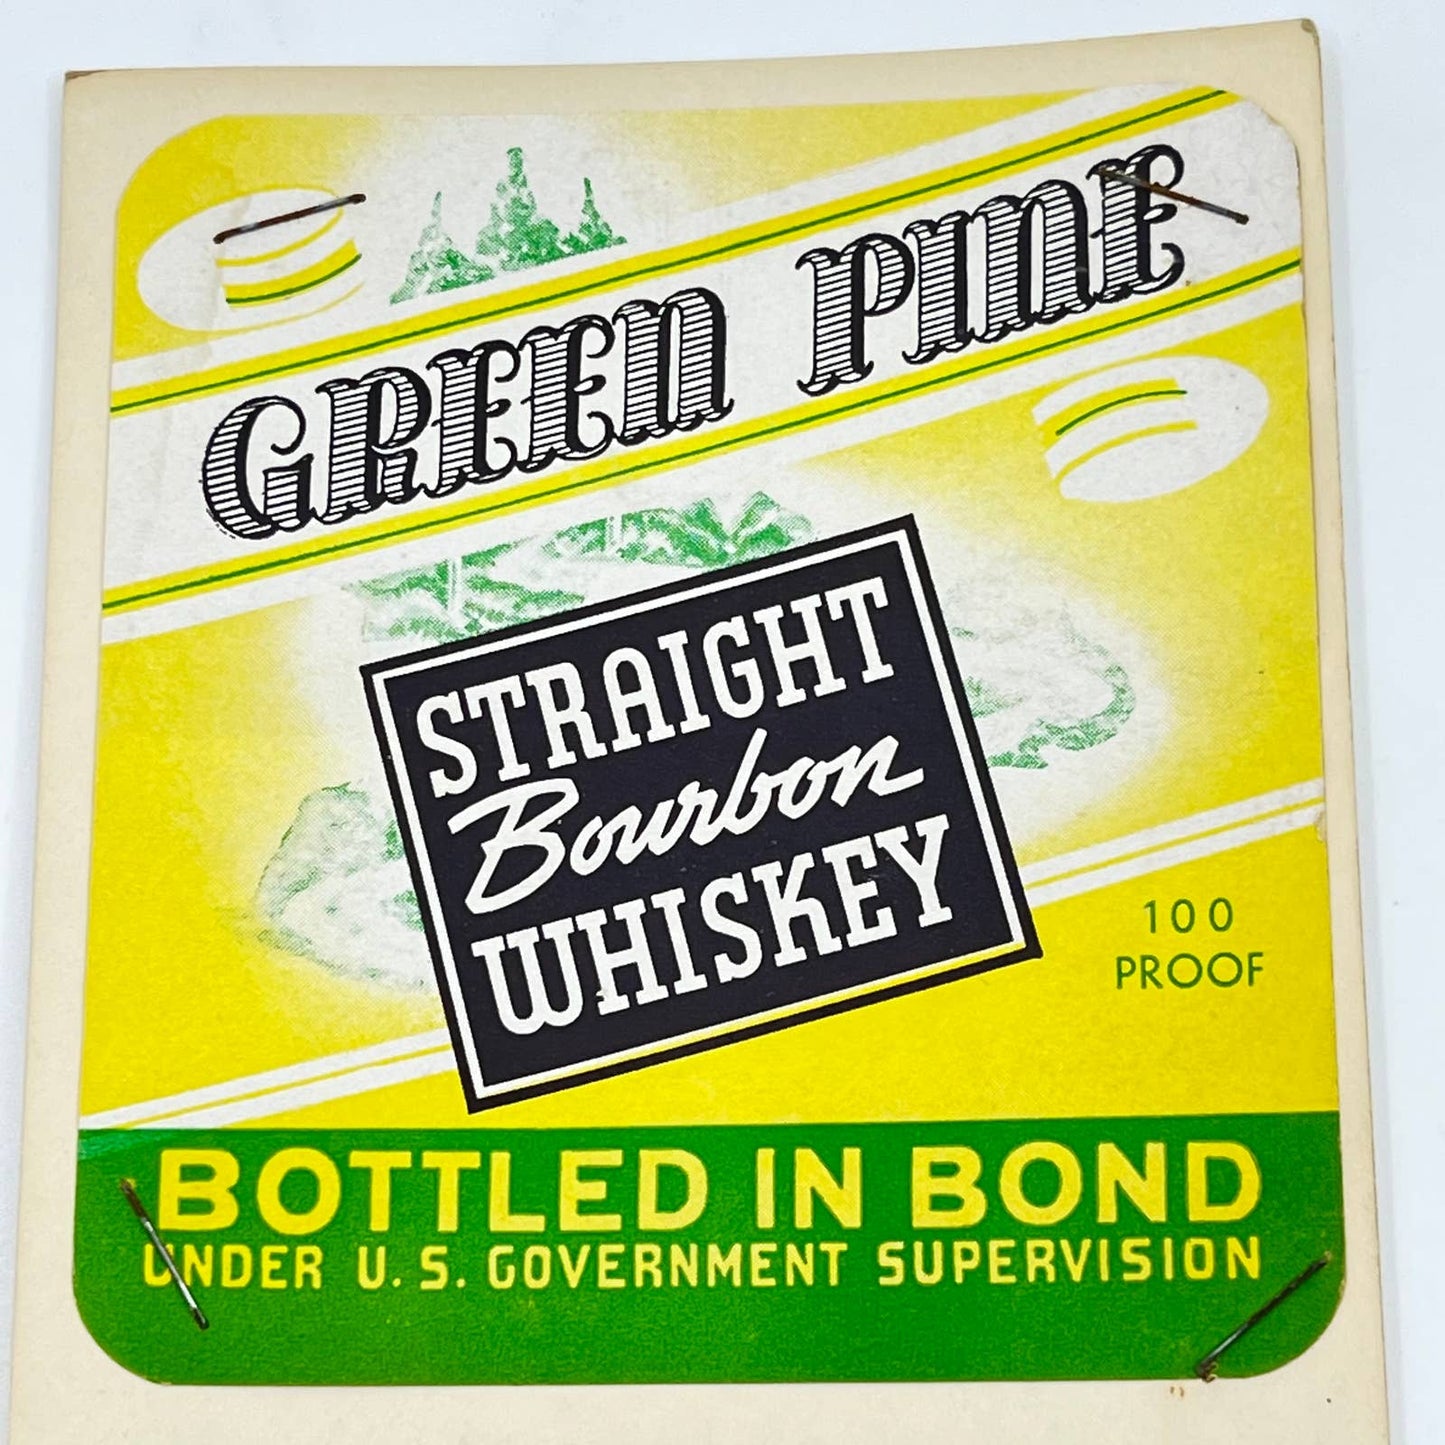 GREEN PINE
STRAIGHT
Bourbon
WHISKEY
100
PROOF
BOTTLED IN BOND
UNDER U. S. GOVERNMENT SUPERVISION